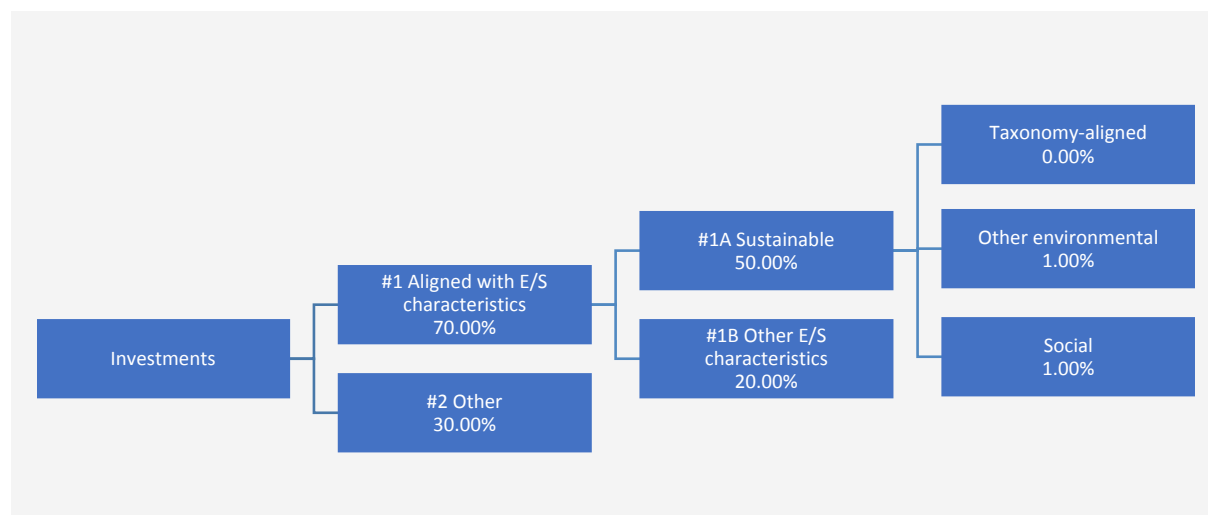 Investments
#1 Aligned with E/S
characteristics
70.00%
#2 Other
30.00%
#1A Sustainable
50.00%
#1B Other E/S
characteristics
20.00%
Taxonomy-aligned
0.00%
Other environmental
1.00%
Social
1.00%